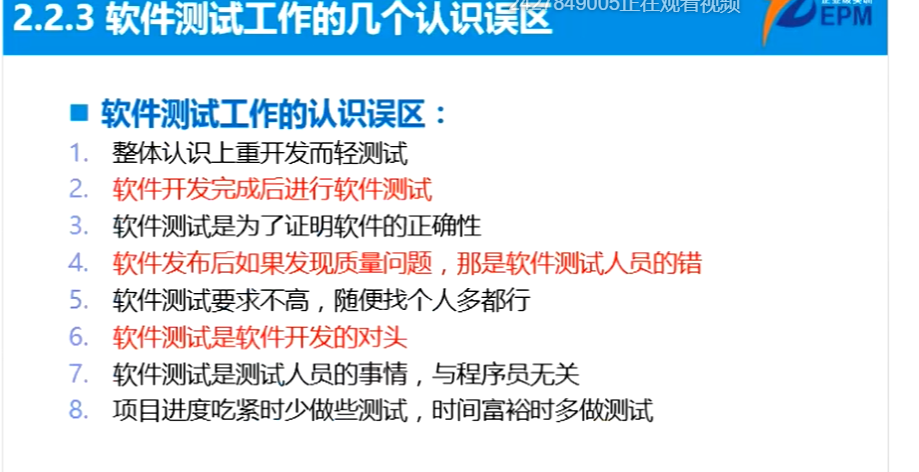 2.2.3 软件测试工作的几个认识误区
2427849005正在观看视频
企业级实训
EPM
■ 软件测试工作的认识误区：
1. 整体认识上重开发而轻测试
2. 软件开发完成后进行软件测试
3. 软件测试是为了证明软件的正确性
4. 软件发布后如果发现质量问题，那是软件测试人员的错
5. 软件测试要求不高，随便找个人多都行
6. 软件测试是软件开发的对头
7. 软件测试是测试人员的事情，与程序员无关
8. 项目进度吃紧时少做些测试，时间富裕时多做测试